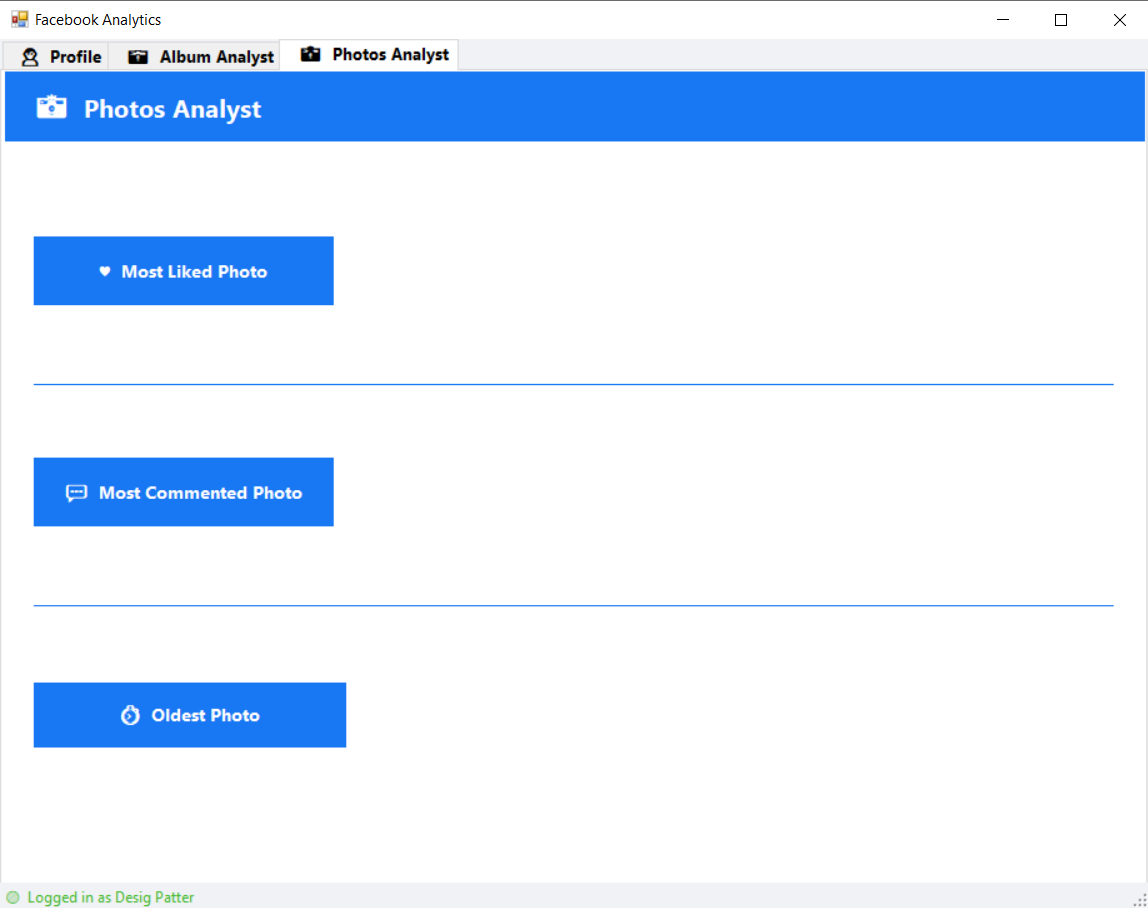 Facebook Analytics
Profile Album Analyst Photos Analyst
Photos Analyst
Most Liked Photo
Most Commented Photo
Oldest Photo
Logged in as Desig Patter